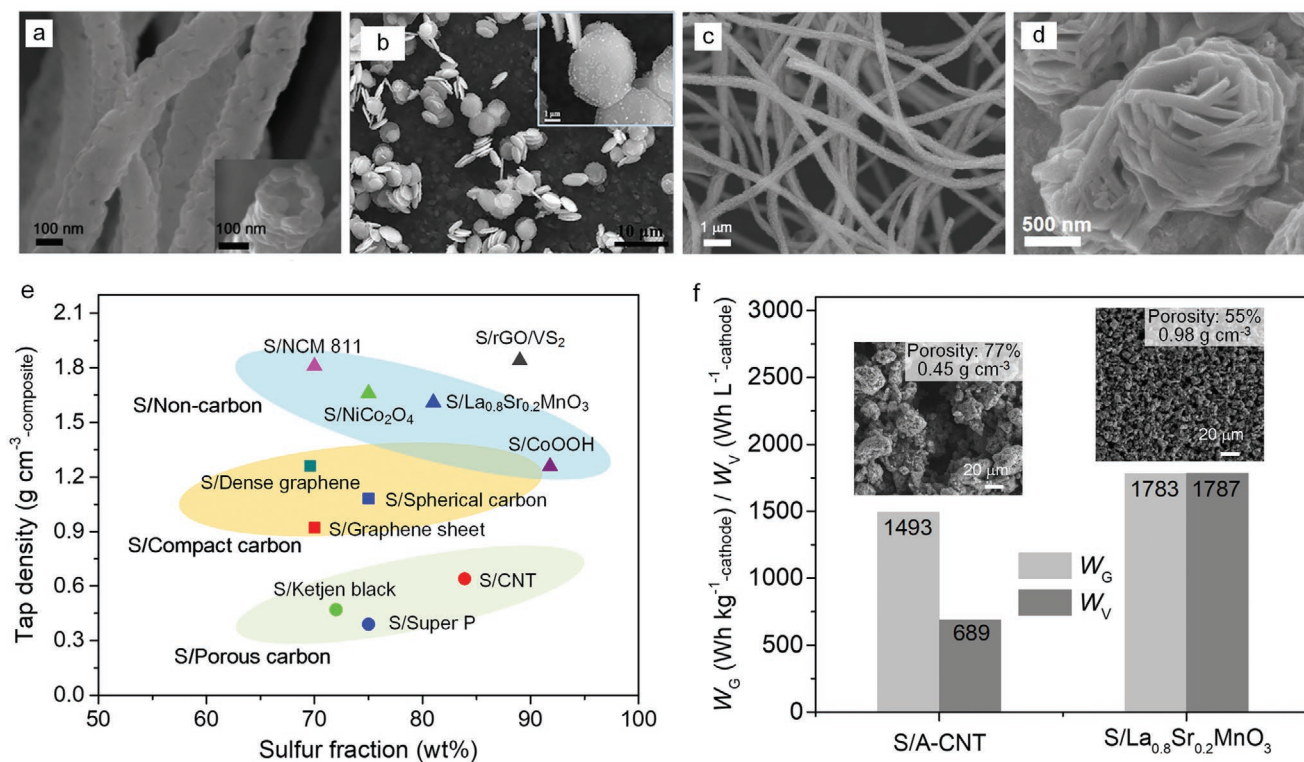 a
100 nm
100 nm
b
1 μm
10 μm
c
1 μm
d
500 nm
e
Tap density (g cm⁻³-composite)
2.1
1.8
1.5
1.2
0.9
0.6
0.3
0.0
S/NCM 811
S/rGO/VS₂
S/Non-carbon
S/NiCo₂O₄
S/La₀.₈Sr₀.₂MnO₃
S/CoOOH
S/Dense graphene
S/Spherical carbon
S/Graphene sheet
S/Compact carbon
S/CNT
S/Ketjen black
S/Super P
S/Porous carbon
50 60 70 80 90 100
Sulfur fraction (wt%)
f
W_G (Wh kg⁻¹-cathode) / W_V (Wh L⁻¹-cathode)
3000
2500
2000
1500
1000
500
0
Porosity: 77%
0.45 g cm⁻³
20 μm
Porosity: 55%
0.98 g cm⁻³
20 μm
1493
689
1783 1787
W_G
W_V
S/A-CNT S/La₀.₈Sr₀.₂MnO₃